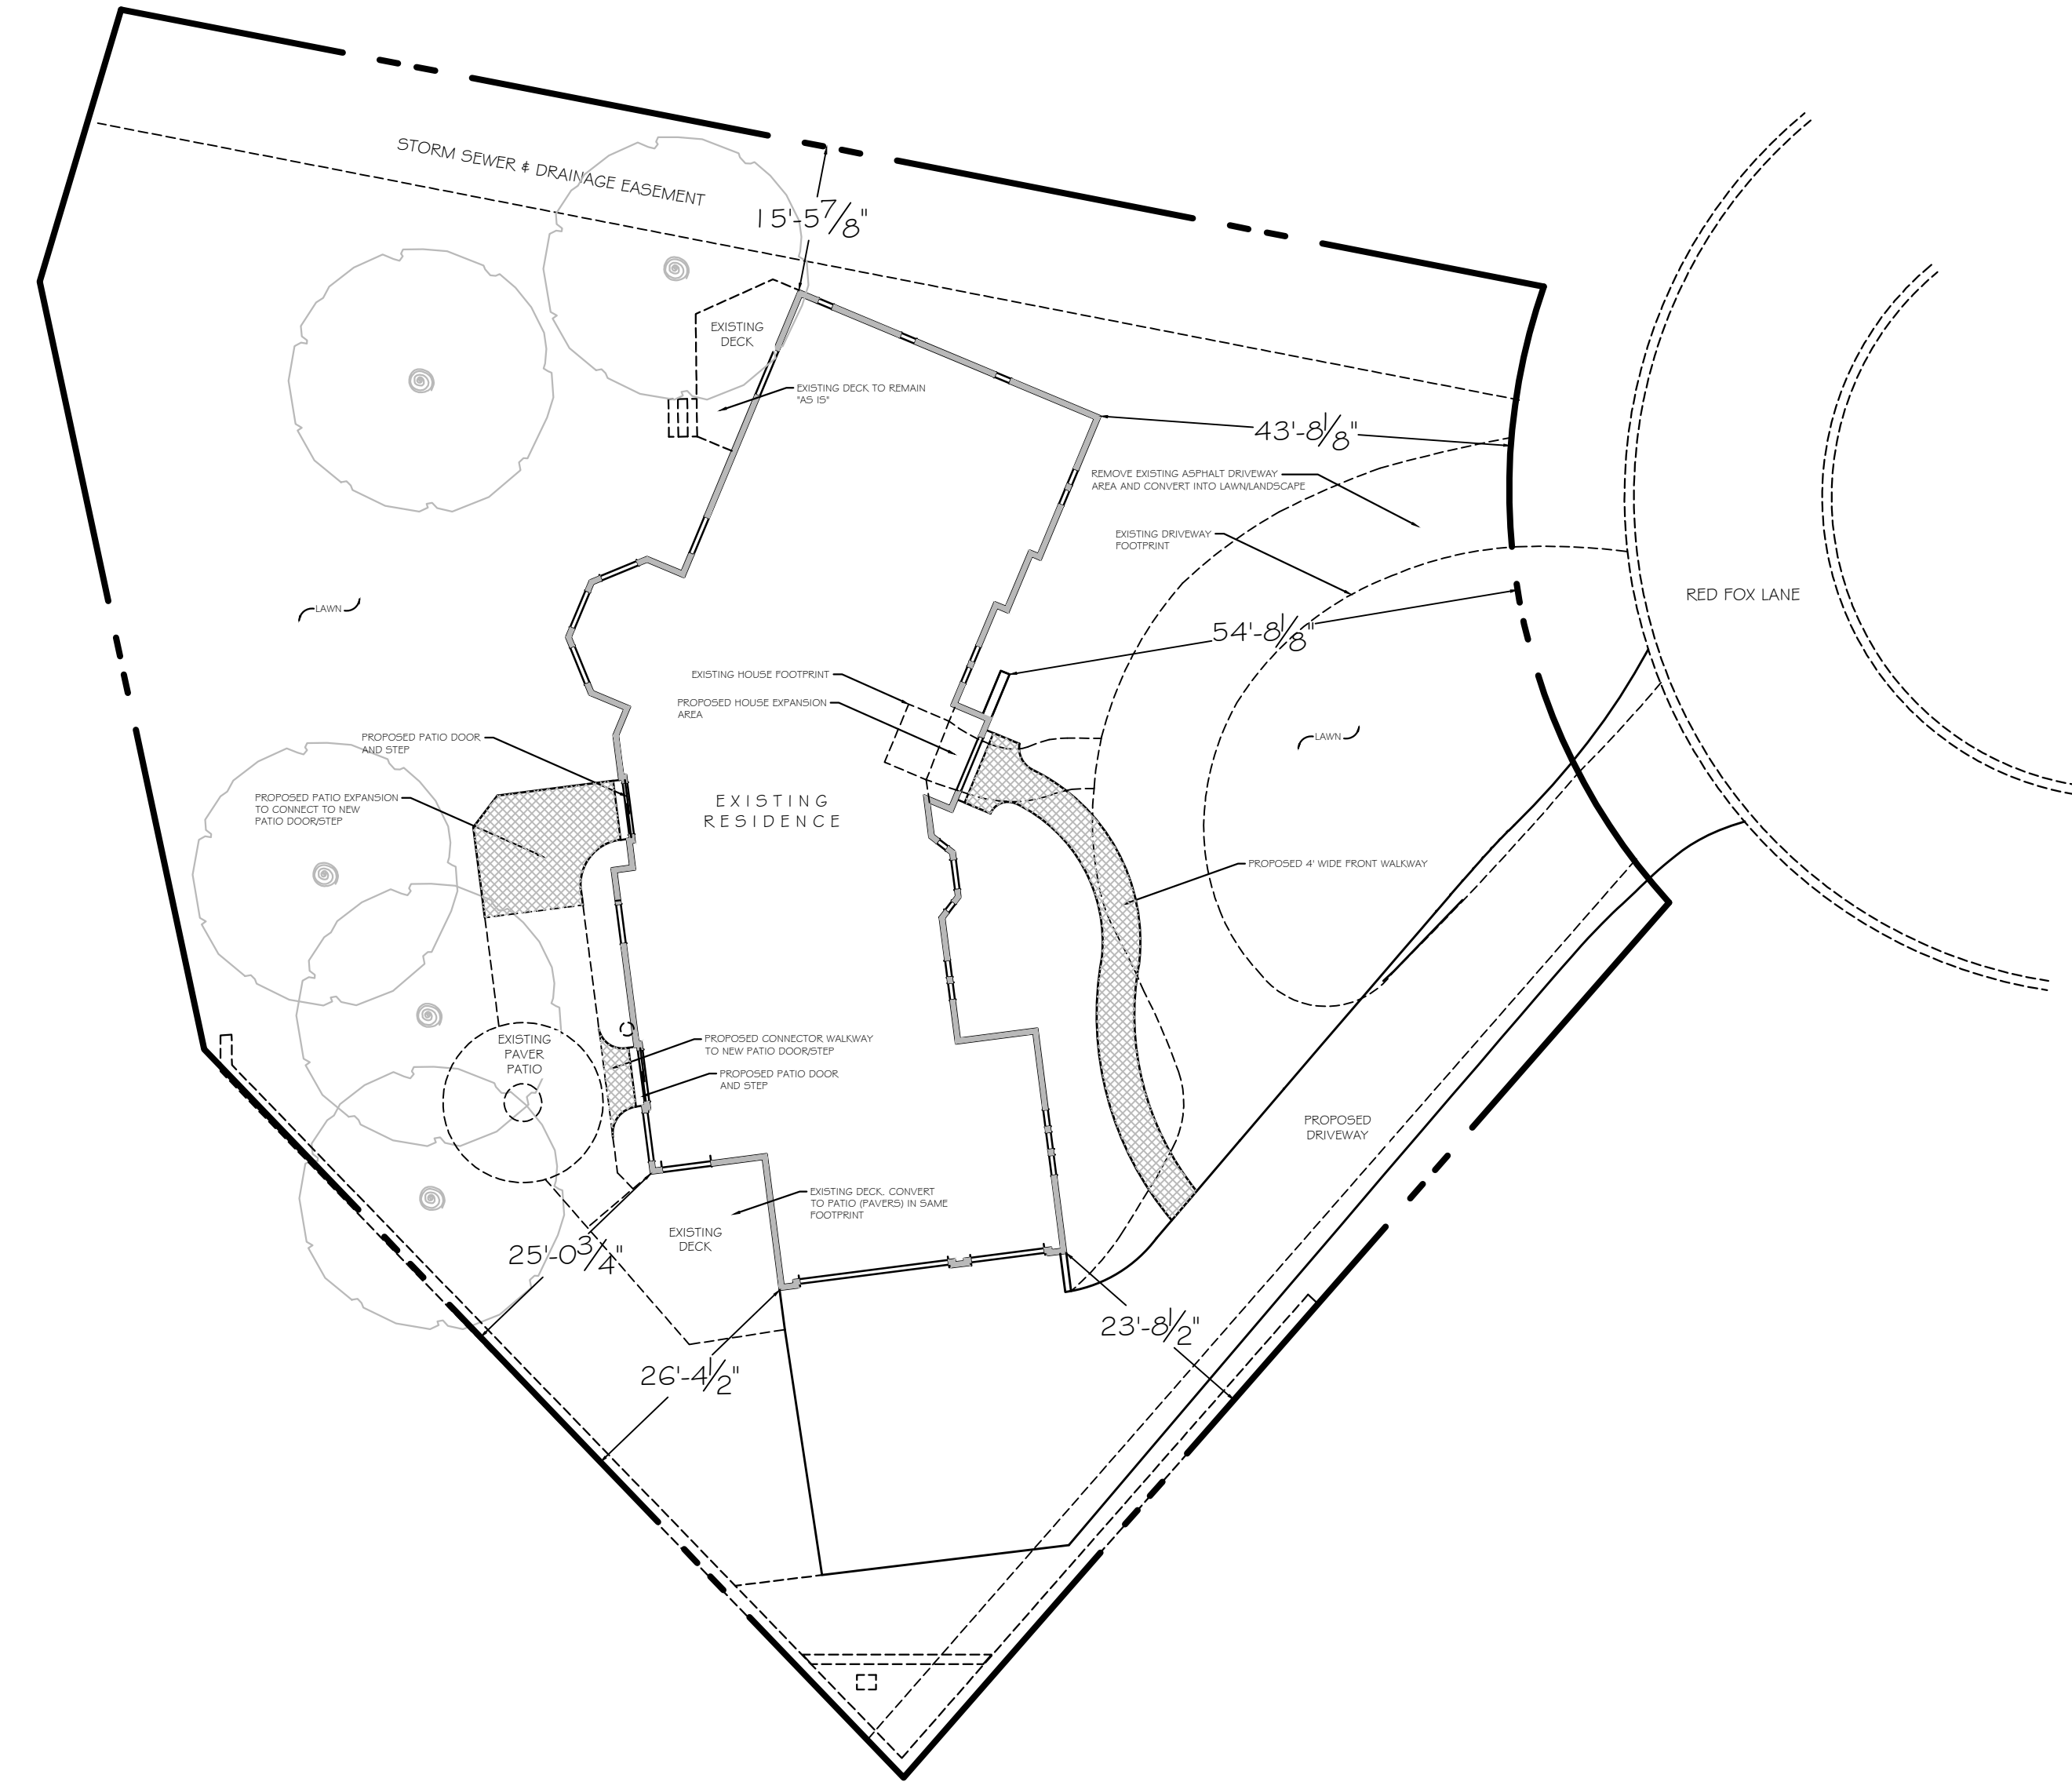 STORM SEWER & DRAINAGE EASEMENT
15'-5 7/8"
EXISTING
DECK
EXISTING DECK TO REMAIN
"AS IS"
43'-8 1/8"
REMOVE EXISTING ASPHALT DRIVEWAY
AREA AND CONVERT INTO LAWN/LANDSCAPE
EXISTING DRIVEWAY
FOOTPRINT
RED FOX LANE
LAWN
54'-8 1/8"
EXISTING HOUSE FOOTPRINT
PROPOSED HOUSE EXPANSION
AREA
PROPOSED PATIO DOOR
AND STEP
LAWN
PROPOSED PATIO EXPANSION
TO CONNECT TO NEW
PATIO DOOR/STEP
EXISTING
RESIDENCE
PROPOSED 4' WIDE FRONT WALKWAY
EXISTING
PAVER
PATIO
PROPOSED CONNECTOR WALKWAY
TO NEW PATIO DOOR/STEP
PROPOSED PATIO DOOR
AND STEP
PROPOSED
DRIVEWAY
EXISTING DECK, CONVERT
TO PATIO (PAVERS) IN SAME
FOOTPRINT
EXISTING
DECK
25'-0 3/4"
23'-8 1/2"
26'-4 1/2"